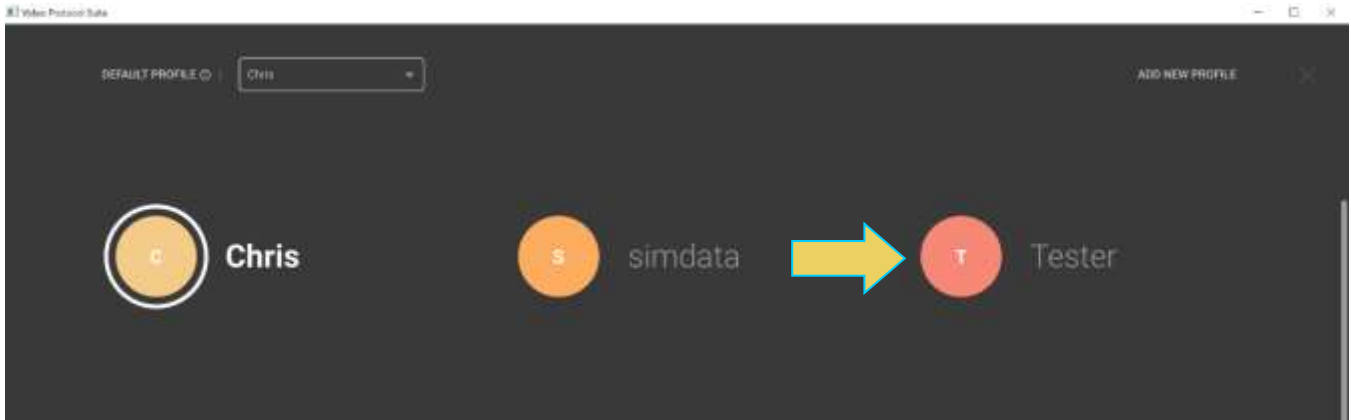 Video Protocol Suite
DEFAULT PROFILE
Chris
ADD NEW PROFILE
C
Chris
S
simdata
T
Tester